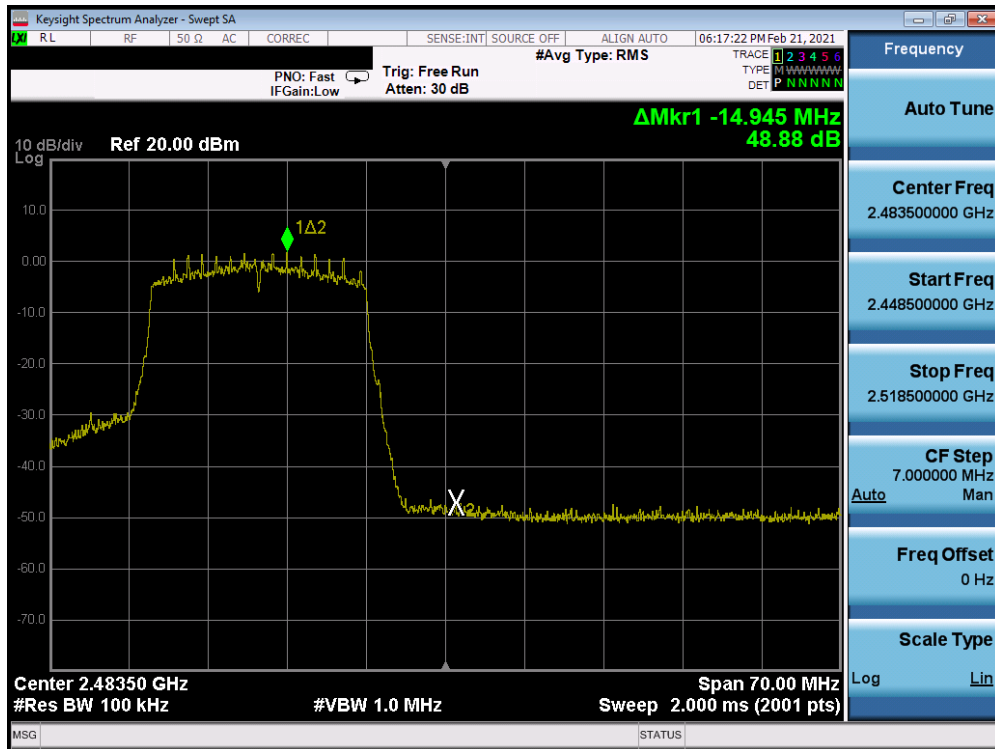 Keysight Spectrum Analyzer - Swept SA
LXI RL RF 50 Ω AC CORREC SENSE:INT SOURCE OFF ALIGN AUTO 06:17:22 PM Feb 21, 2021
#Avg Type: RMS
TRACE 1 2 3 4 5 6
PNO: Fast
Trig: Free Run
TYPE M W W W W W
IFGain:Low
Atten: 30 dB
DET P N N N N N
ΔMkr1 -14.945 MHz
48.88 dB
10 dB/div Ref 20.00 dBm
Log
10.0
0.00
-10.0
-20.0
-30.0
-40.0
-50.0
-60.0
-70.0
1Δ2
X2
Center 2.48350 GHz
Span 70.00 MHz
#Res BW 100 kHz
#VBW 1.0 MHz
Sweep 2.000 ms (2001 pts)
MSG
STATUS
Frequency
Auto Tune
Center Freq
2.483500000 GHz
Start Freq
2.448500000 GHz
Stop Freq
2.518500000 GHz
CF Step
7.000000 MHz
Auto Man
Freq Offset
0 Hz
Scale Type
Log Lin